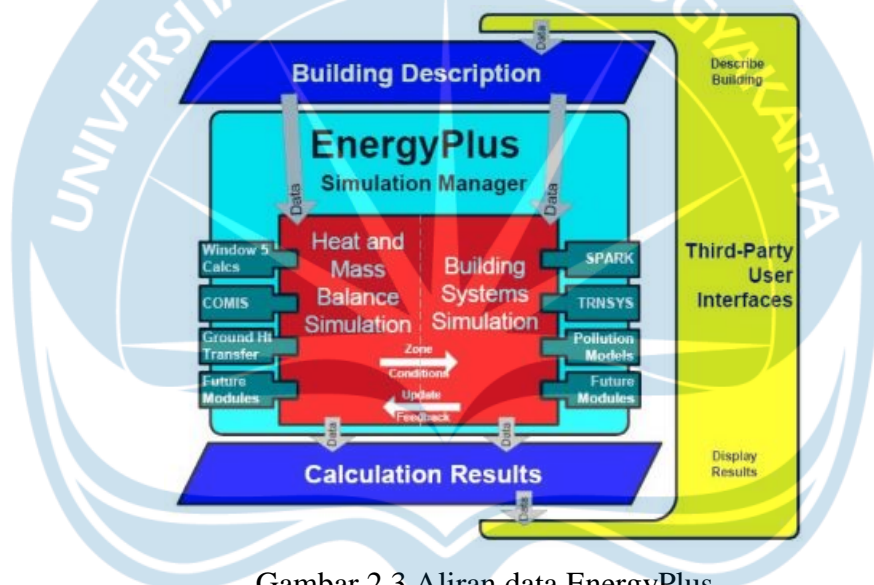 UNIVERSIT
OGYAKARTA
Data
Describe
Building
Building Description
EnergyPlus
Simulation Manager
Data
Data
Heat and
Mass
Balance
Simulation
Building
Systems
Simulation
Window 5
Calcs
COMIS
Ground Ht
Transfer
Future
Modules
SPARK
TRNSYS
Pollution
Models
Future
Modules
Zone
Conditions
Update
Feedback
Third-Party
User
Interfaces
Data
Data
Calculation Results
Display
Results
Data
Gambar 2.3 Aliran data EnergyPlus